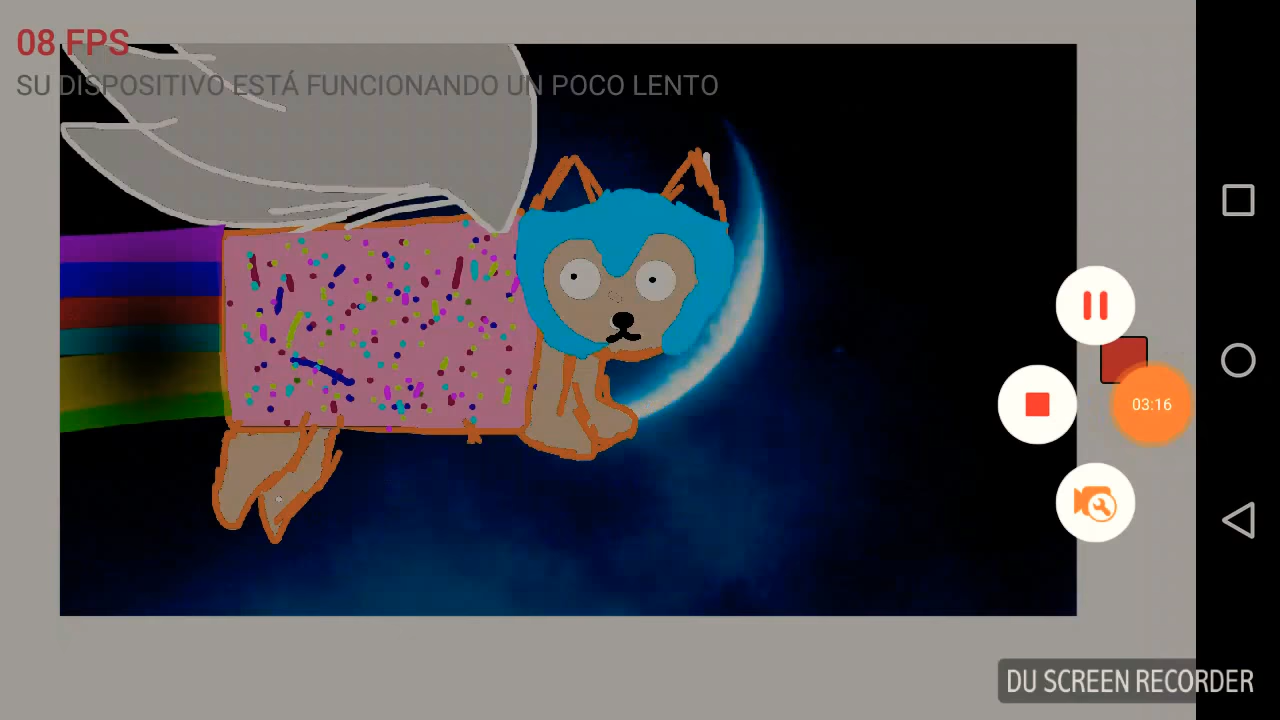 08 FPS
SU DISPOSITIVO ESTÁ FUNCIONANDO UN POCO LENTO
03:16
DU SCREEN RECORDER